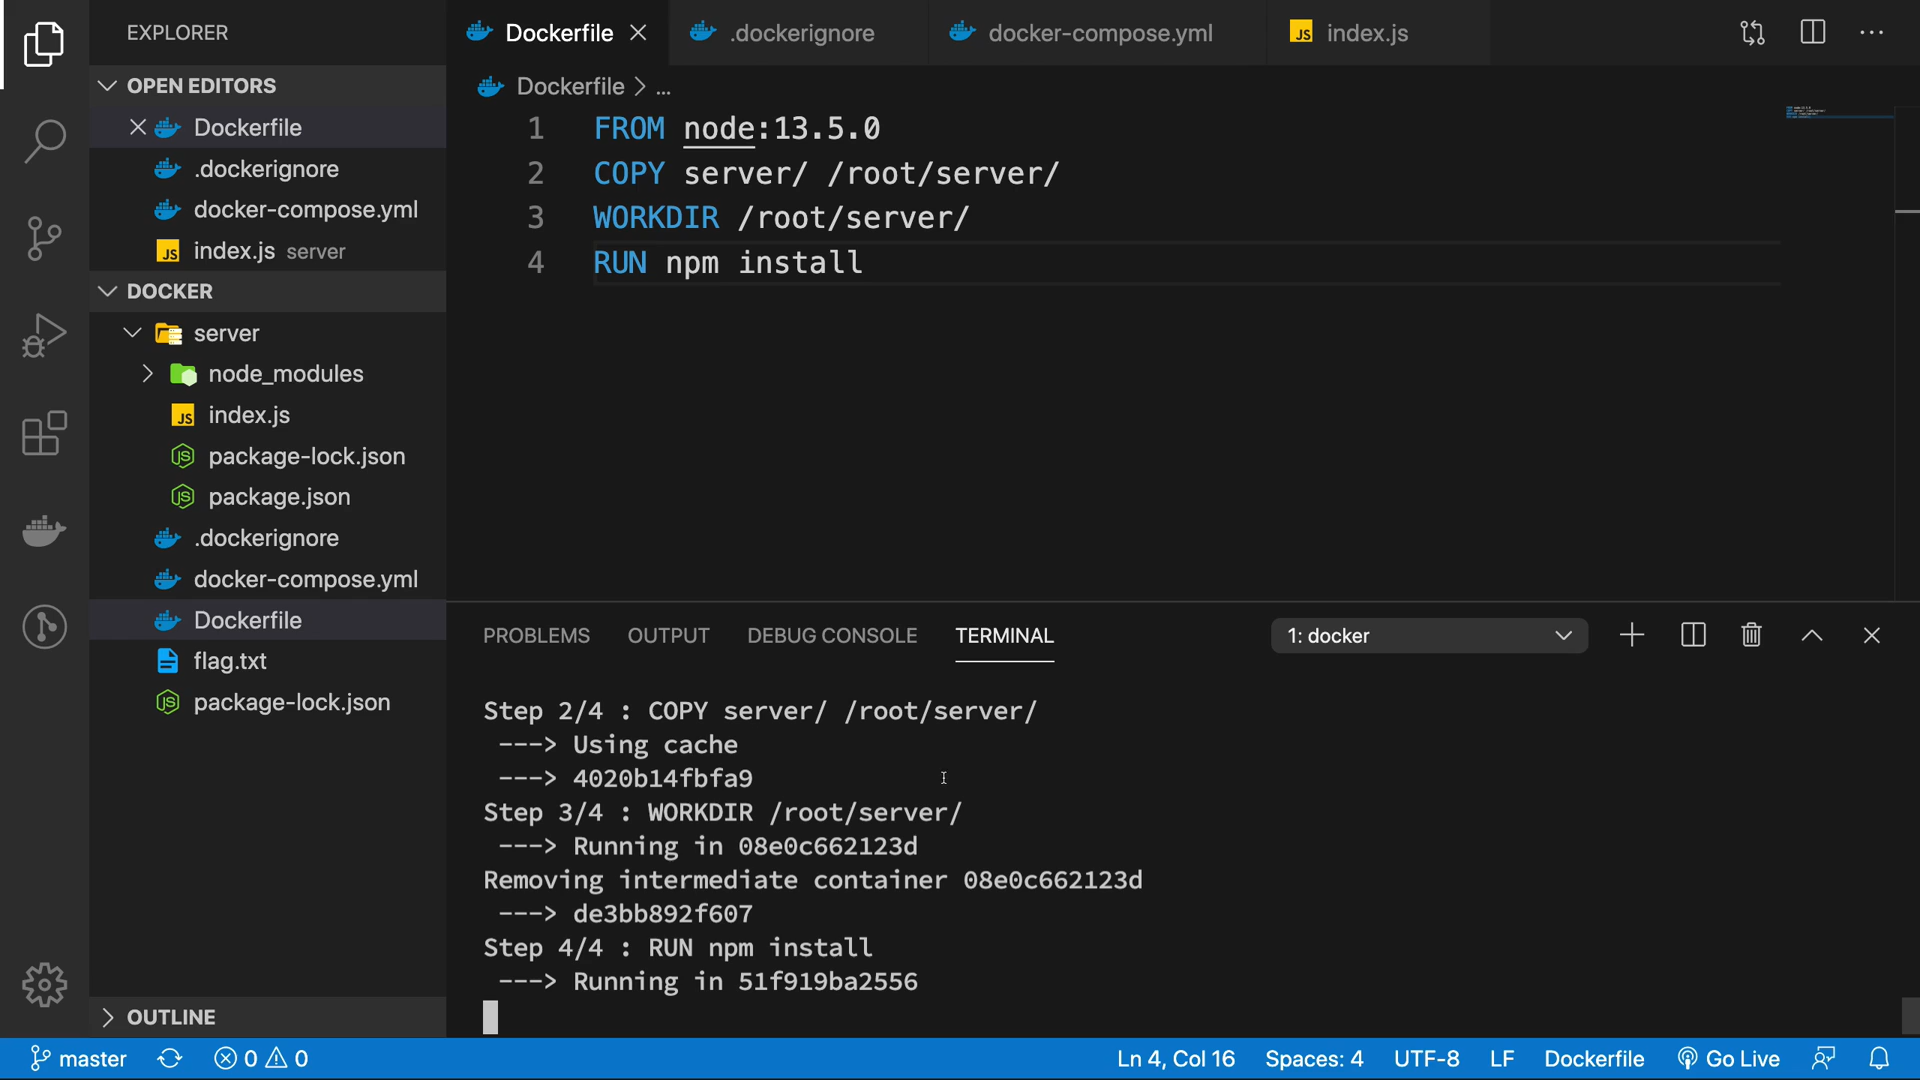 EXPLORER
OPEN EDITORS
Dockerfile
.dockerignore
docker-compose.yml
JS index.js server
DOCKER
server
node_modules
JS index.js
package-lock.json
package.json
.dockerignore
docker-compose.yml
Dockerfile
flag.txt
package-lock.json
OUTLINE
Dockerfile .dockerignore docker-compose.yml JS index.js
Dockerfile > ...
1 FROM node:13.5.0
2 COPY server/ /root/server/
3 WORKDIR /root/server/
4 RUN npm install
PROBLEMS OUTPUT DEBUG CONSOLE TERMINAL 1: docker
Step 2/4 : COPY server/ /root/server/
---> Using cache
---> 4020b14fbfa9
Step 3/4 : WORKDIR /root/server/
---> Running in 08e0c662123d
Removing intermediate container 08e0c662123d
---> de3bb892f607
Step 4/4 : RUN npm install
---> Running in 51f919ba2556
master 0 0 Ln 4, Col 16 Spaces: 4 UTF-8 LF Dockerfile Go Live